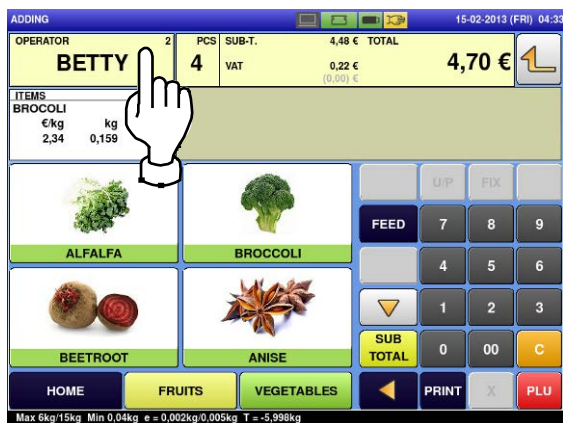 ADDING 15-02-2013 (FRI) 04:33
OPERATOR 2 PCS SUB-T. 4,48 € TOTAL
BETTY 4 VAT 0,22 € 4,70 €
(0,00) €
ITEMS
BROCOLI
€/kg kg
2,34 0,159
U/P FIX
FEED 7 8 9
ALFALFA BROCCOLI
4 5 6
1 2 3
SUB TOTAL 0 00 C
BEETROOT ANISE
HOME FRUITS VEGETABLES PRINT X PLU
Max 6kg/15kg Min 0,04kg e = 0,002kg/0,005kg T = -5,998kg